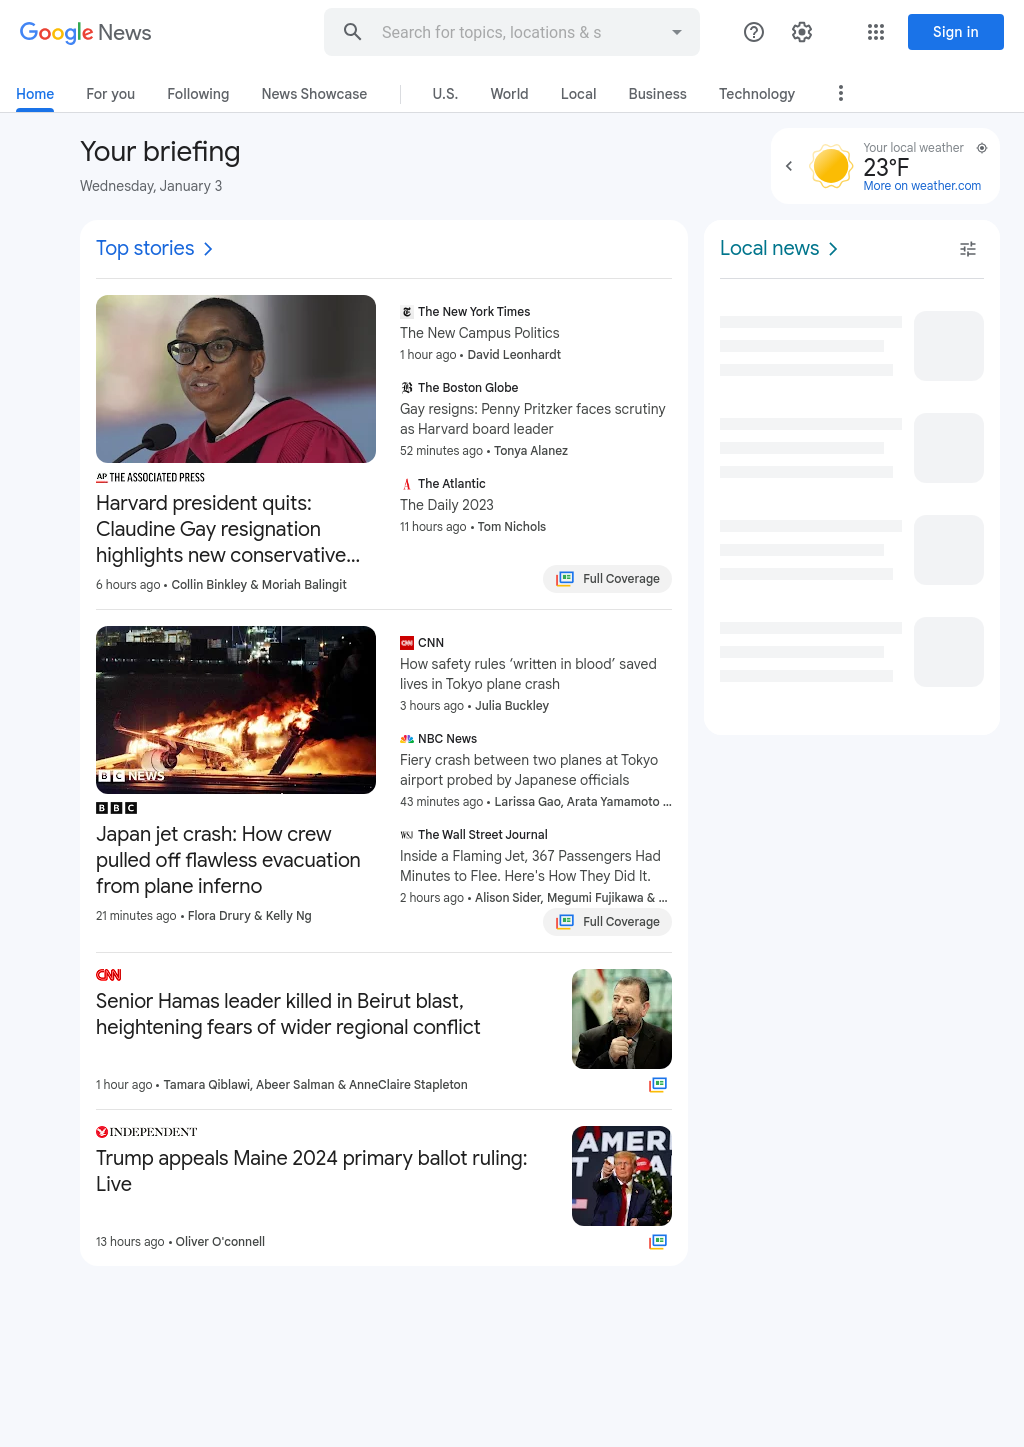 Google News
Search for topics, locations & s
Sign in
Home
For you
Following
News Showcase
U.S.
World
Local
Business
Technology
Your briefing
Wednesday, January 3
Your local weather
23°F
More on weather.com
Top stories
THE ASSOCIATED PRESS
AP
Harvard president quits:
Claudine Gay resignation
highlights new conservative...
6 hours ago • Collin Binkley & Moriah Balingit
The New York Times
The New Campus Politics
1 hour ago • David Leonhardt
The Boston Globe
Gay resigns: Penny Pritzker faces scrutiny
as Harvard board leader
52 minutes ago • Tonya Alanez
The Atlantic
The Daily 2023
11 hours ago • Tom Nichols
Full Coverage
BBC NEWS
BBC
Japan jet crash: How crew
pulled off flawless evacuation
from plane inferno
21 minutes ago • Flora Drury & Kelly Ng
CNN
CNN
How safety rules ‘written in blood’ saved
lives in Tokyo plane crash
3 hours ago • Julia Buckley
NBC News
Fiery crash between two planes at Tokyo
airport probed by Japanese officials
43 minutes ago • Larissa Gao, Arata Yamamoto ...
WSJ
The Wall Street Journal
Inside a Flaming Jet, 367 Passengers Had
Minutes to Flee. Here's How They Did It.
2 hours ago • Alison Sider, Megumi Fujikawa & ...
Full Coverage
CNN
Senior Hamas leader killed in Beirut blast,
heightening fears of wider regional conflict
1 hour ago • Tamara Qiblawi, Abeer Salman & AnneClaire Stapleton
INDEPENDENT
Trump appeals Maine 2024 primary ballot ruling:
Live
13 hours ago • Oliver O'connell
AMER
Local news